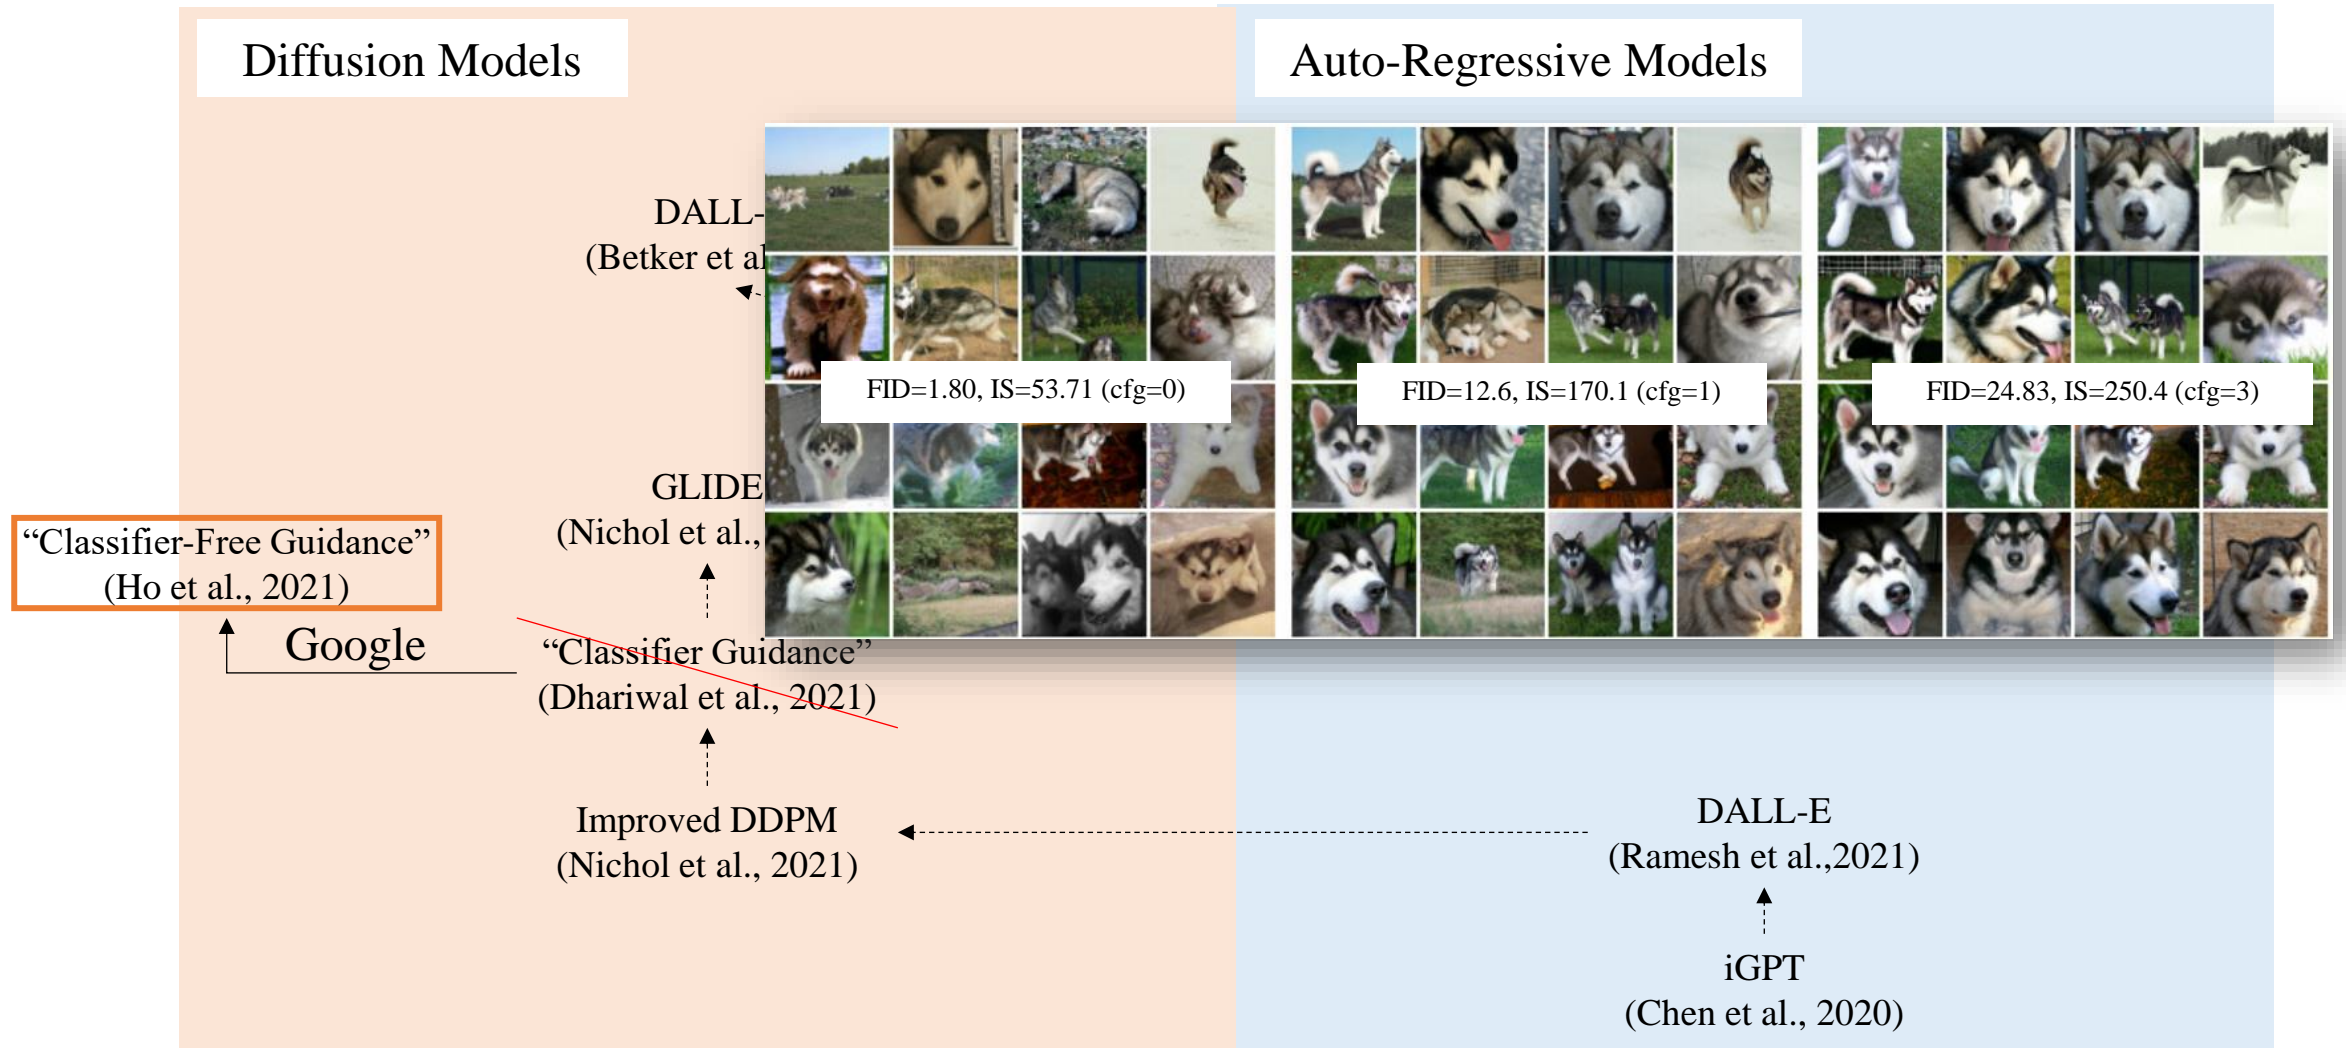 Diffusion Models
Auto-Regressive Models
DALL-
(Betker et al
FID=1.80, IS=53.71 (cfg=0)
FID=12.6, IS=170.1 (cfg=1)
FID=24.83, IS=250.4 (cfg=3)
GLIDE
(Nichol et al.,
“Classifier-Free Guidance”
(Ho et al., 2021)
Google
“Classifier Guidance”
(Dhariwal et al., 2021)
Improved DDPM
(Nichol et al., 2021)
DALL-E
(Ramesh et al.,2021)
iGPT
(Chen et al., 2020)